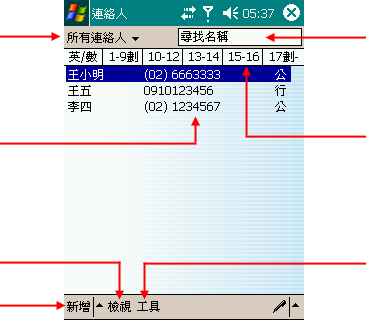 連絡人 05:37
所有連絡人 尋找名稱
英/數 1-9劃 10-12 13-14 15-16 17劃-
王小明 (02) 6663333 公
王五 0910123456 行
李四 (02) 1234567 公
新增 檢視 工具